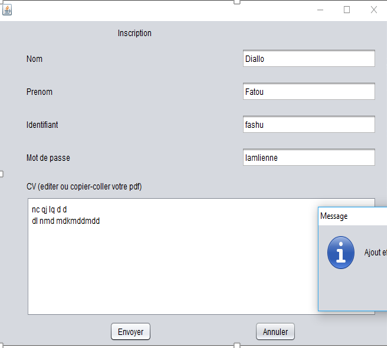 Inscription
Nom
Diallo
Prenom
Fatou
Identifiant
fashu
Mot de passe
lamlienne
CV (editer ou copier-coller votre pdf)
nc qj lq d d
dl nmd mdkmddmdd
Message
Ajout
Envoyer
Annuler